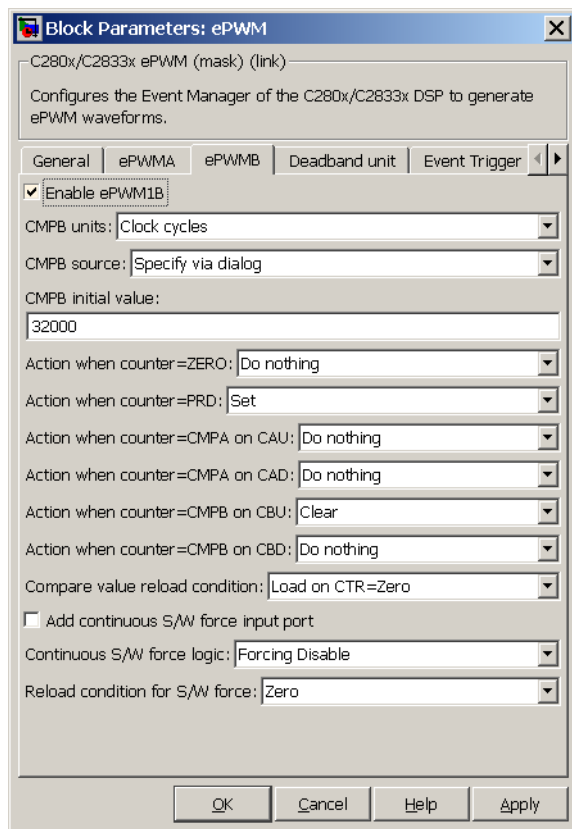 Block Parameters: ePWM
C280x/C2833x ePWM (mask) (link)
Configures the Event Manager of the C280x/C2833x DSP to generate
ePWM waveforms.
General ePWMA ePWMB Deadband unit Event Trigger
Enable ePWM1B
CMPB units: Clock cycles
CMPB source: Specify via dialog
CMPB initial value:
32000
Action when counter=ZERO: Do nothing
Action when counter=PRD: Set
Action when counter=CMPA on CAU: Do nothing
Action when counter=CMPA on CAD: Do nothing
Action when counter=CMPB on CBU: Clear
Action when counter=CMPB on CBD: Do nothing
Compare value reload condition: Load on CTR=Zero
Add continuous S/W force input port
Continuous S/W force logic: Forcing Disable
Reload condition for S/W force: Zero
OK Cancel Help Apply